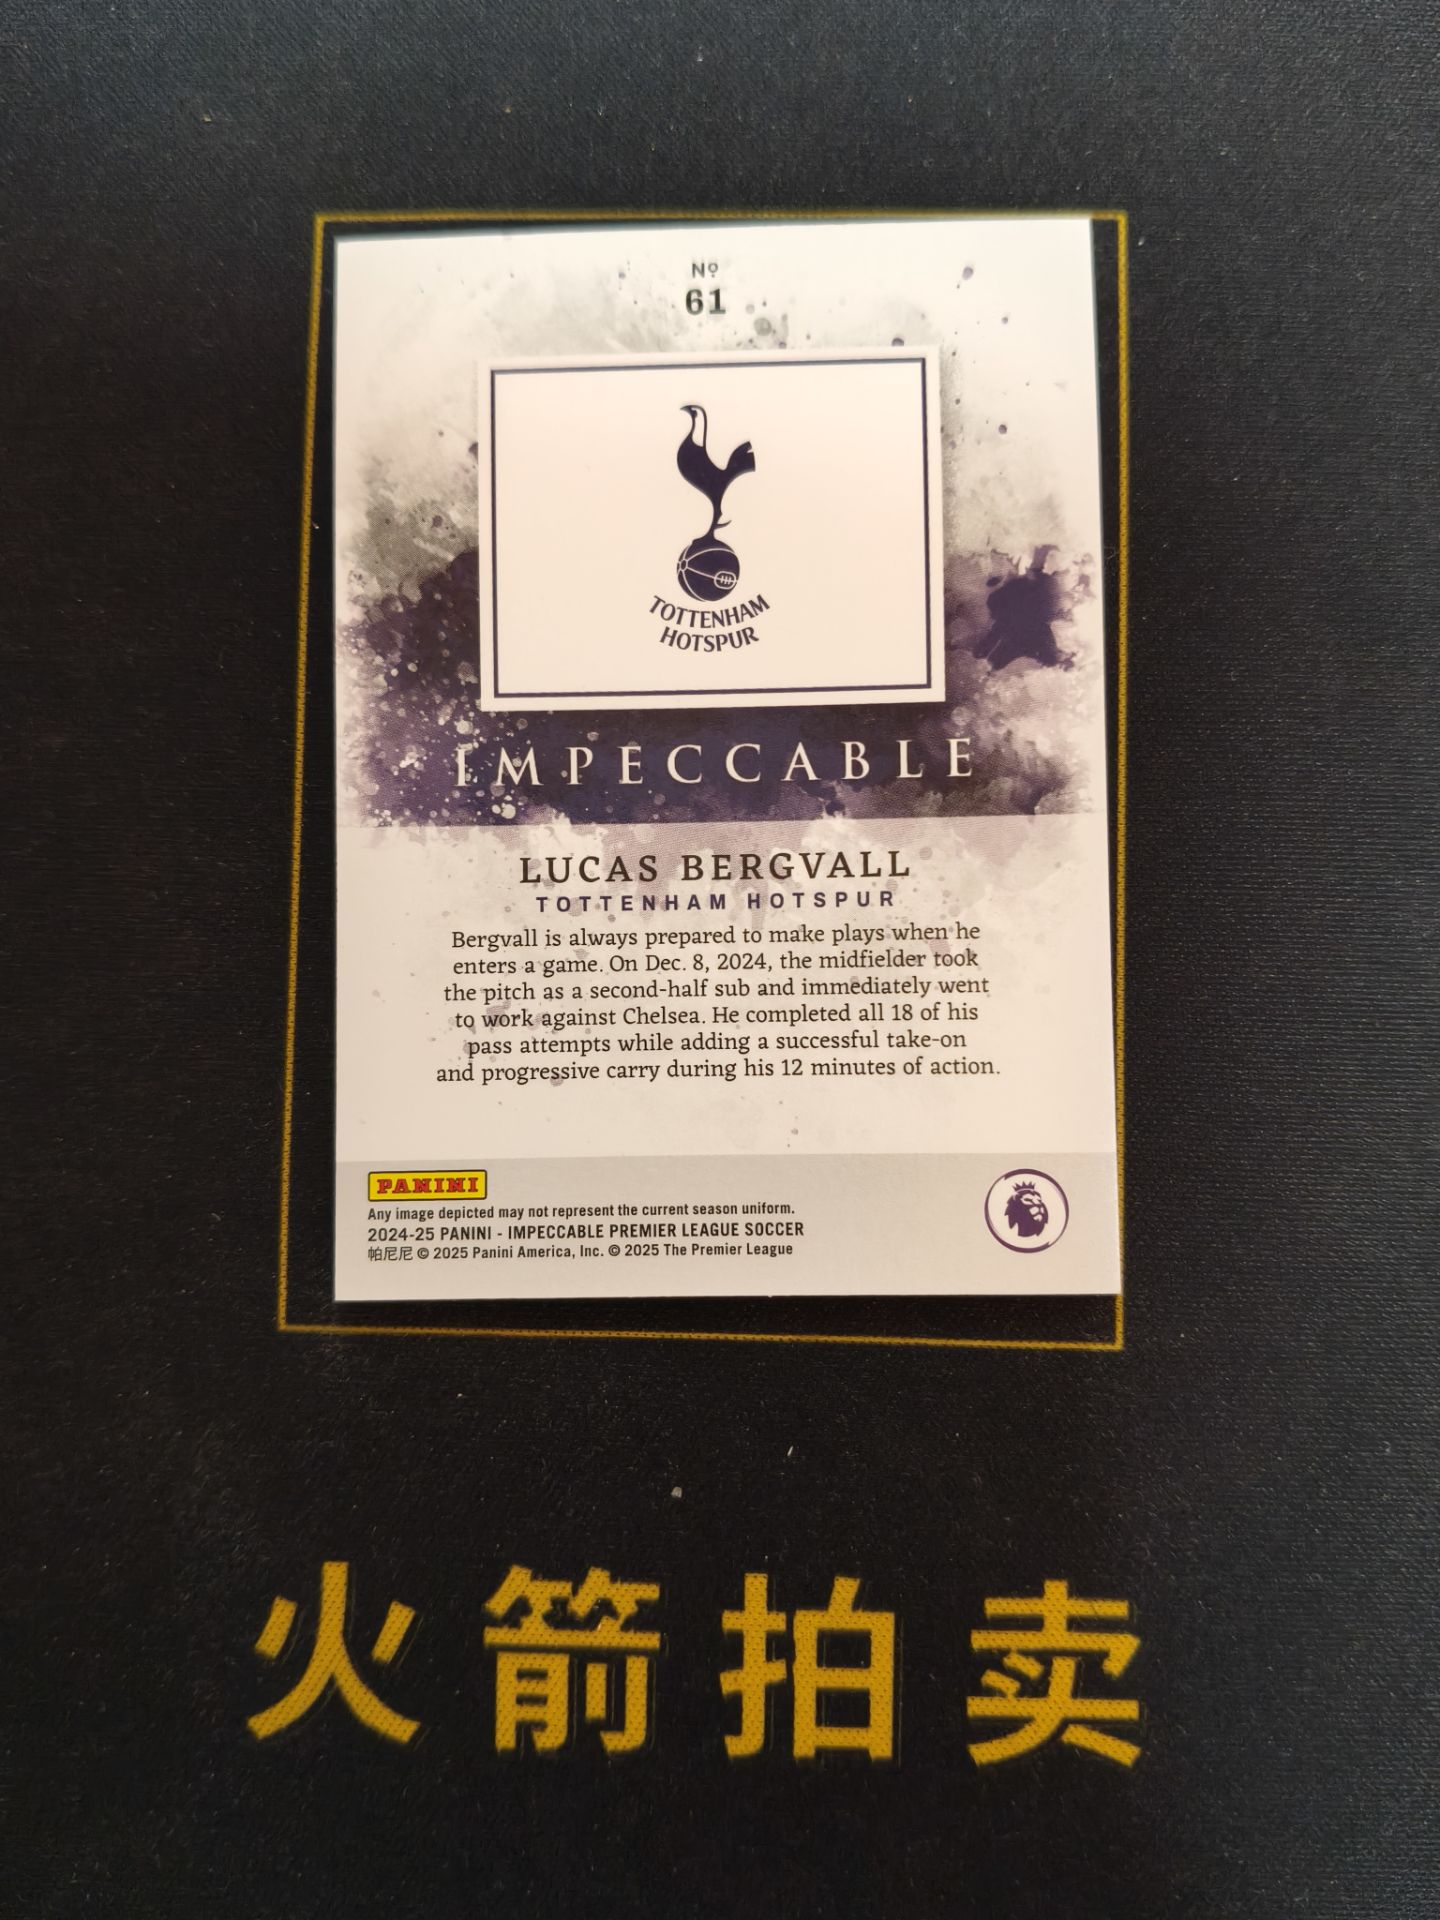 Nº
61
TOTTENHAM
HOTSPUR
IMPECCABLE
LUCAS BERGVALL
TOTTENHAM HOTSPUR
Bergvall is always prepared to make plays when he
enters a game. On Dec. 8, 2024, the midfielder took
the pitch as a second-half sub and immediately went
to work against Chelsea. He completed all 18 of his
pass attempts while adding a successful take-on
and progressive carry during his 12 minutes of action.
PANINI
Any image depicted may not represent the current season uniform.
2024-25 PANINI - IMPECCABLE PREMIER LEAGUE SOCCER
帕尼尼 © 2025 Panini America, Inc. © 2025 The Premier League
火箭拍卖